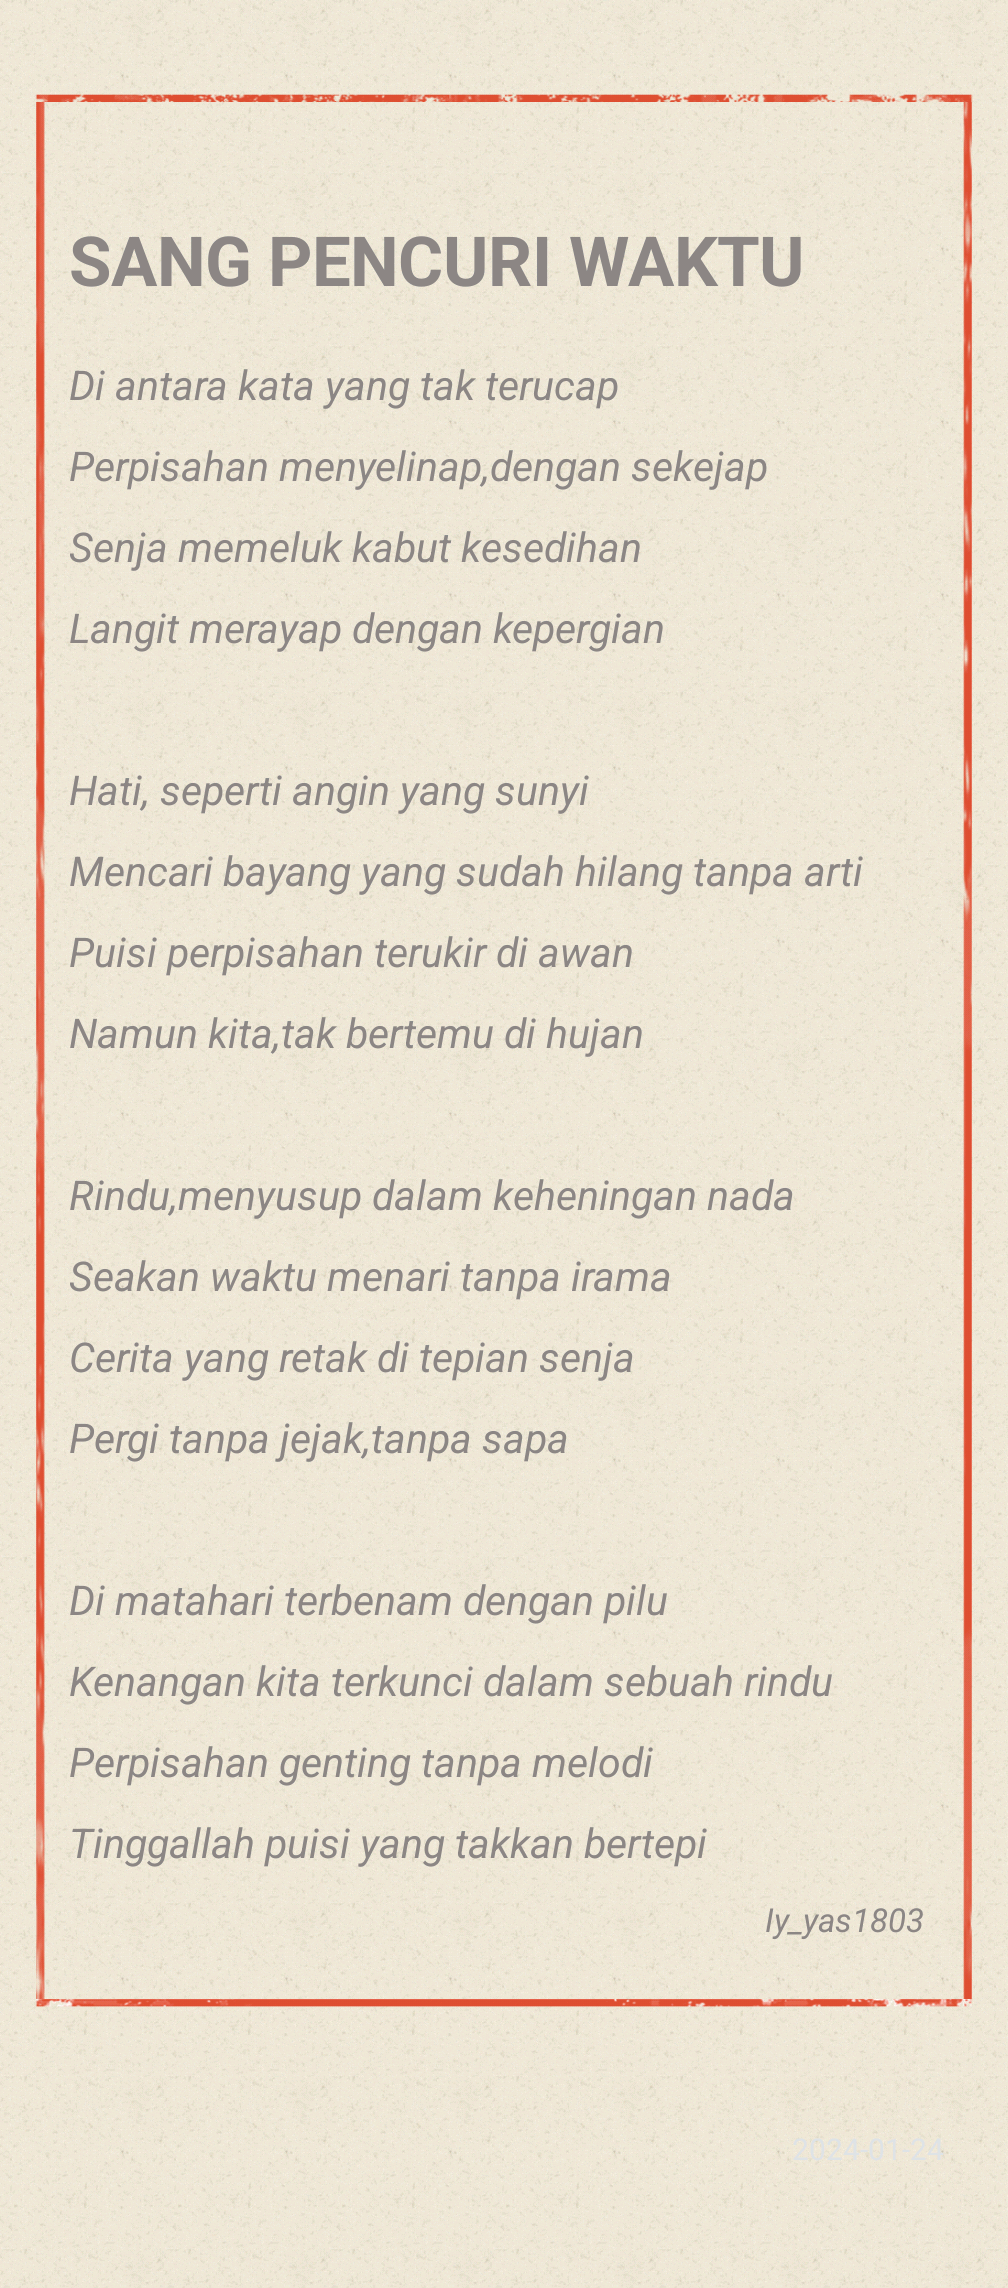 SANG PENCURI WAKTU
Di antara kata yang tak terucap
Perpisahan menyelinap,dengan sekejap
Senja memeluk kabut kesedihan
Langit merayap dengan kepergian
Hati, seperti angin yang sunyi
Mencari bayang yang sudah hilang tanpa arti
Puisi perpisahan terukir di awan
Namun kita,tak bertemu di hujan
Rindu,menyusup dalam keheningan nada
Seakan waktu menari tanpa irama
Cerita yang retak di tepian senja
Pergi tanpa jejak,tanpa sapa
Di matahari terbenam dengan pilu
Kenangan kita terkunci dalam sebuah rindu
Perpisahan genting tanpa melodi
Tinggallah puisi yang takkan bertepi
ly_yas1803
2024-01-24